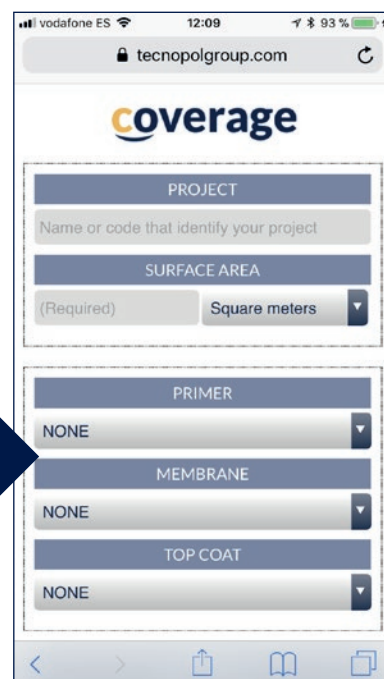 vodafone ES 12:09 93 %
tecnopolgroup.com
coverage
PROJECT
Name or code that identify your project
SURFACE AREA
(Required) Square meters
PRIMER
NONE
MEMBRANE
NONE
TOP COAT
NONE